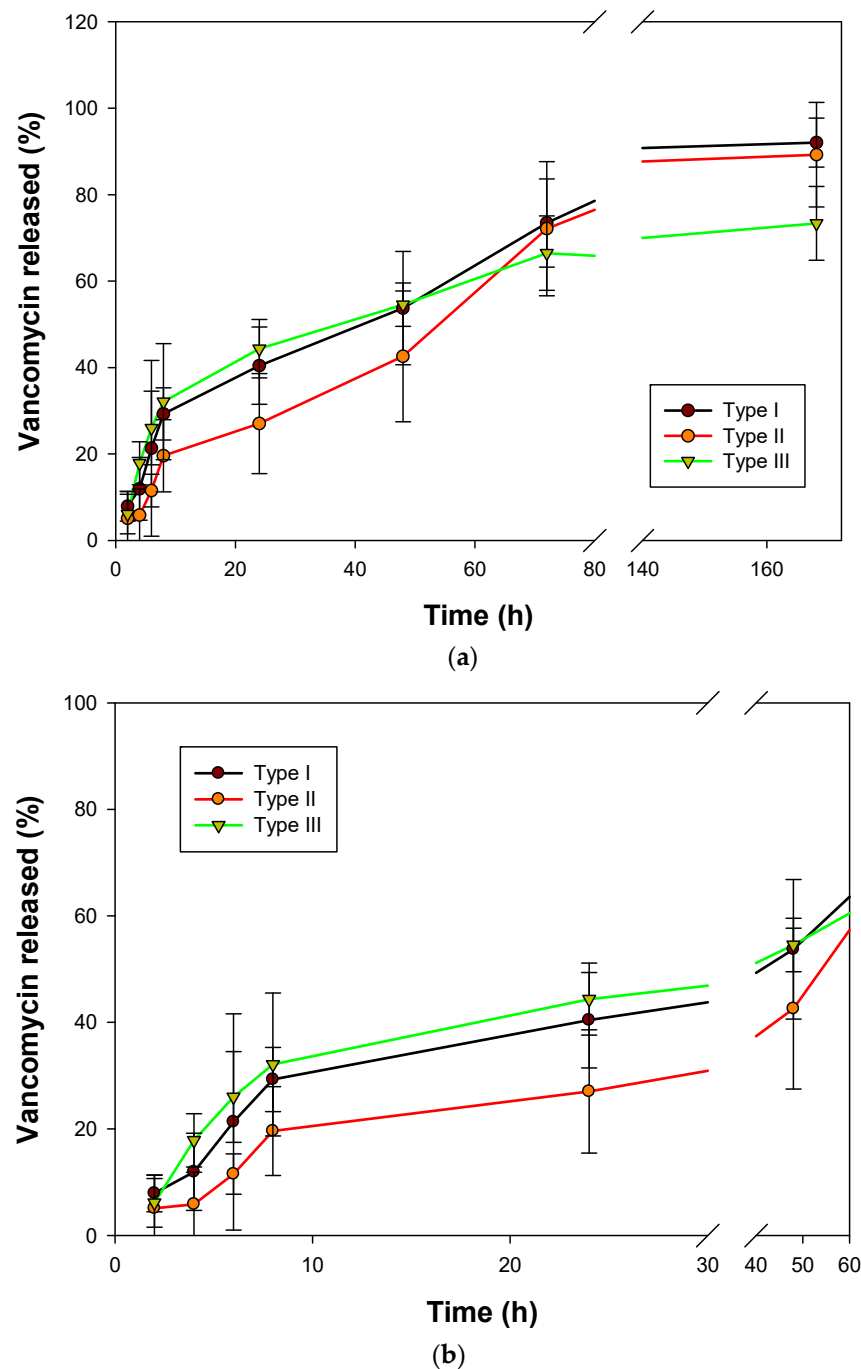 120
100
80
60
40
20
0
Vancomycin released (%)
Type I
Type II
Type III
0 20 40 60 80 140 160
Time (h)
(a)
100
80
60
40
20
0
Vancomycin released (%)
Type I
Type II
Type III
0 10 20 30 40 50 60
Time (h)
(b)